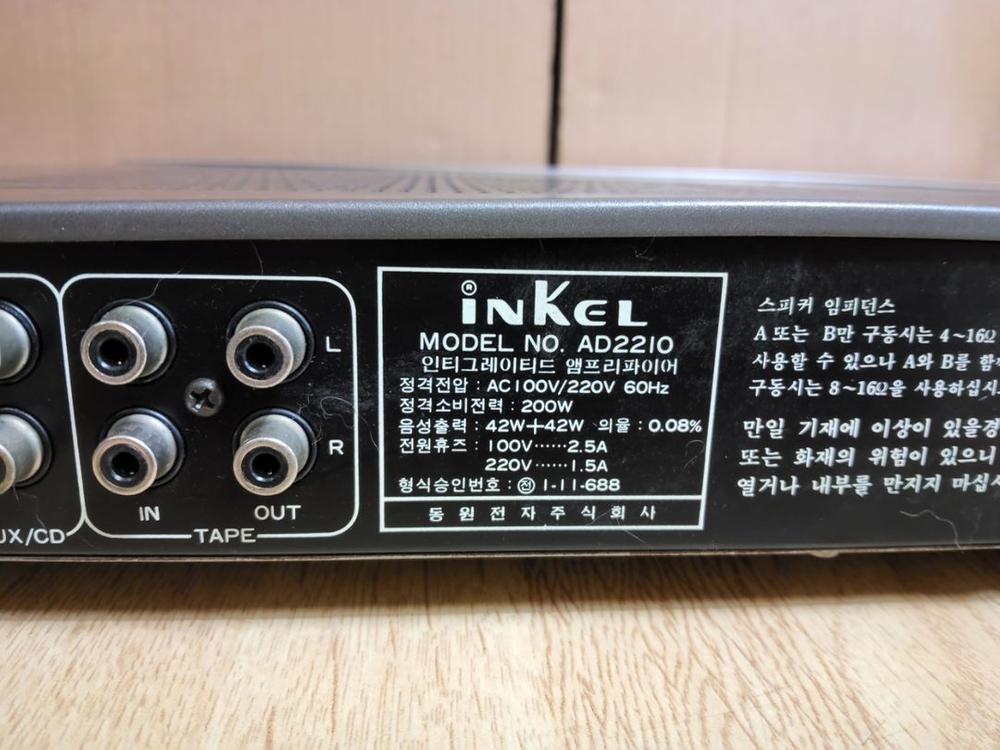 L
R
IN
OUT
TAPE
UX/CD
® inKEL
MODEL NO. AD2210
인티그레이티드 앰프리파이어
정격전압 : AC100V/220V 60Hz
정격소비전력 : 200W
음성출력 : 42W+42W 의율 : 0.08%
전원휴즈 : 100V······2.5A
220V······1.5A
형식승인번호 : 전 1-11-688
동원전자주식회사
스피커 임피던스
A 또는 B만 구동시는 4~16Ω
사용할 수 있으나 A와 B를
구동시는 8~16Ω을 사용하십시
만일 기재에 이상이 있을경
또는 화재의 위험이 있으니
열거나 내부를 만지지 마십시